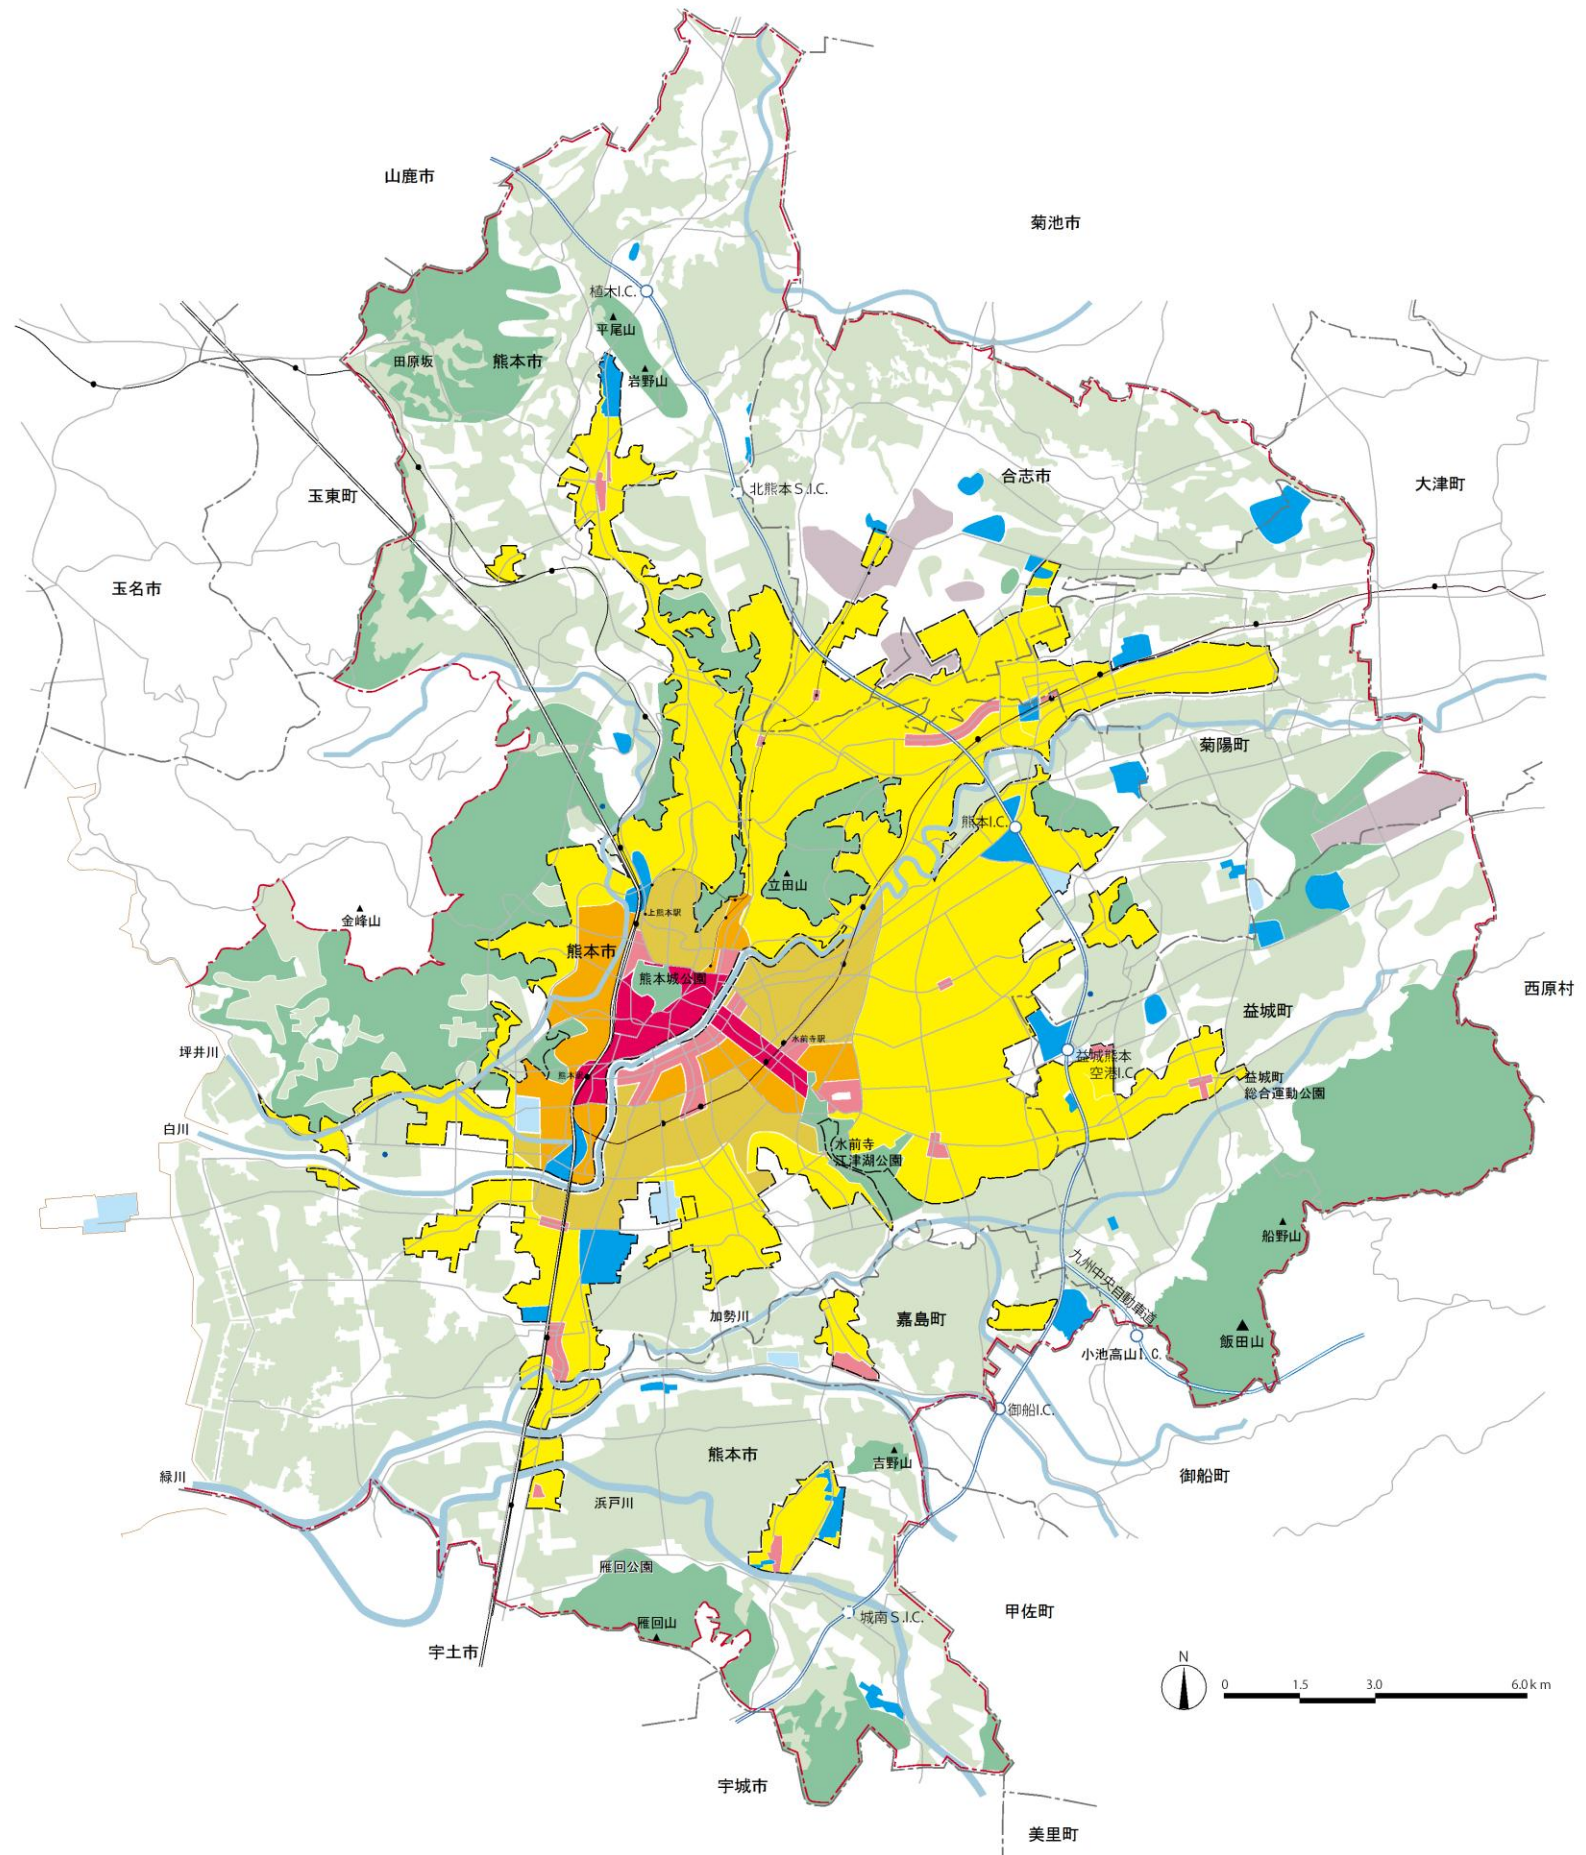 山鹿市
菊池市
植木I.C.
平尾山
田原坂
熊本市
岩野山
合志市
大津町
北熊本S.I.C.
玉東町
玉名市
菊陽町
熊本I.C.
立田山
上熊本駅
金峰山
熊本市
熊本城公園
西原村
益城町
水前寺駅
坪井川
益城熊本
空港I.C.
熊本駅
益城町
総合運動公園
白川
水前寺
江津湖公園
船野山
九州中央自動車道
加勢川
嘉島町
飯田山
小池高山I.C.
御船I.C.
熊本市
吉野山
緑川
御船町
浜戸川
雁回公園
甲佐町
城南S.I.C.
雁回山
宇土市
N
0 1.5 3.0 6.0km
宇城市
美里町